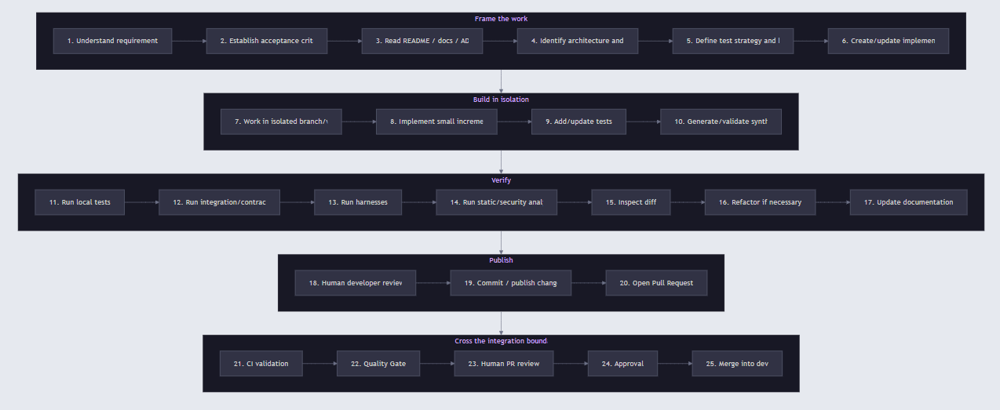 Frame the work
1. Understand requirement
2. Establish acceptance crit
3. Read README / docs / AD
4. Identify architecture and
5. Define test strategy and
6. Create/update implemen
Build in isolation
7. Work in isolated branch/
8. Implement small increme
9. Add/update tests
10. Generate/validate synth
Verify
11. Run local tests
12. Run integration/contrac
13. Run harnesses
14. Run static/security anal
15. Inspect diff
16. Refactor if necessary
17. Update documentation
Publish
18. Human developer review
19. Commit / publish chang
20. Open Pull Request
Cross the integration bound
21. CI validation
22. Quality Gate
23. Human PR review
24. Approval
25. Merge into dev